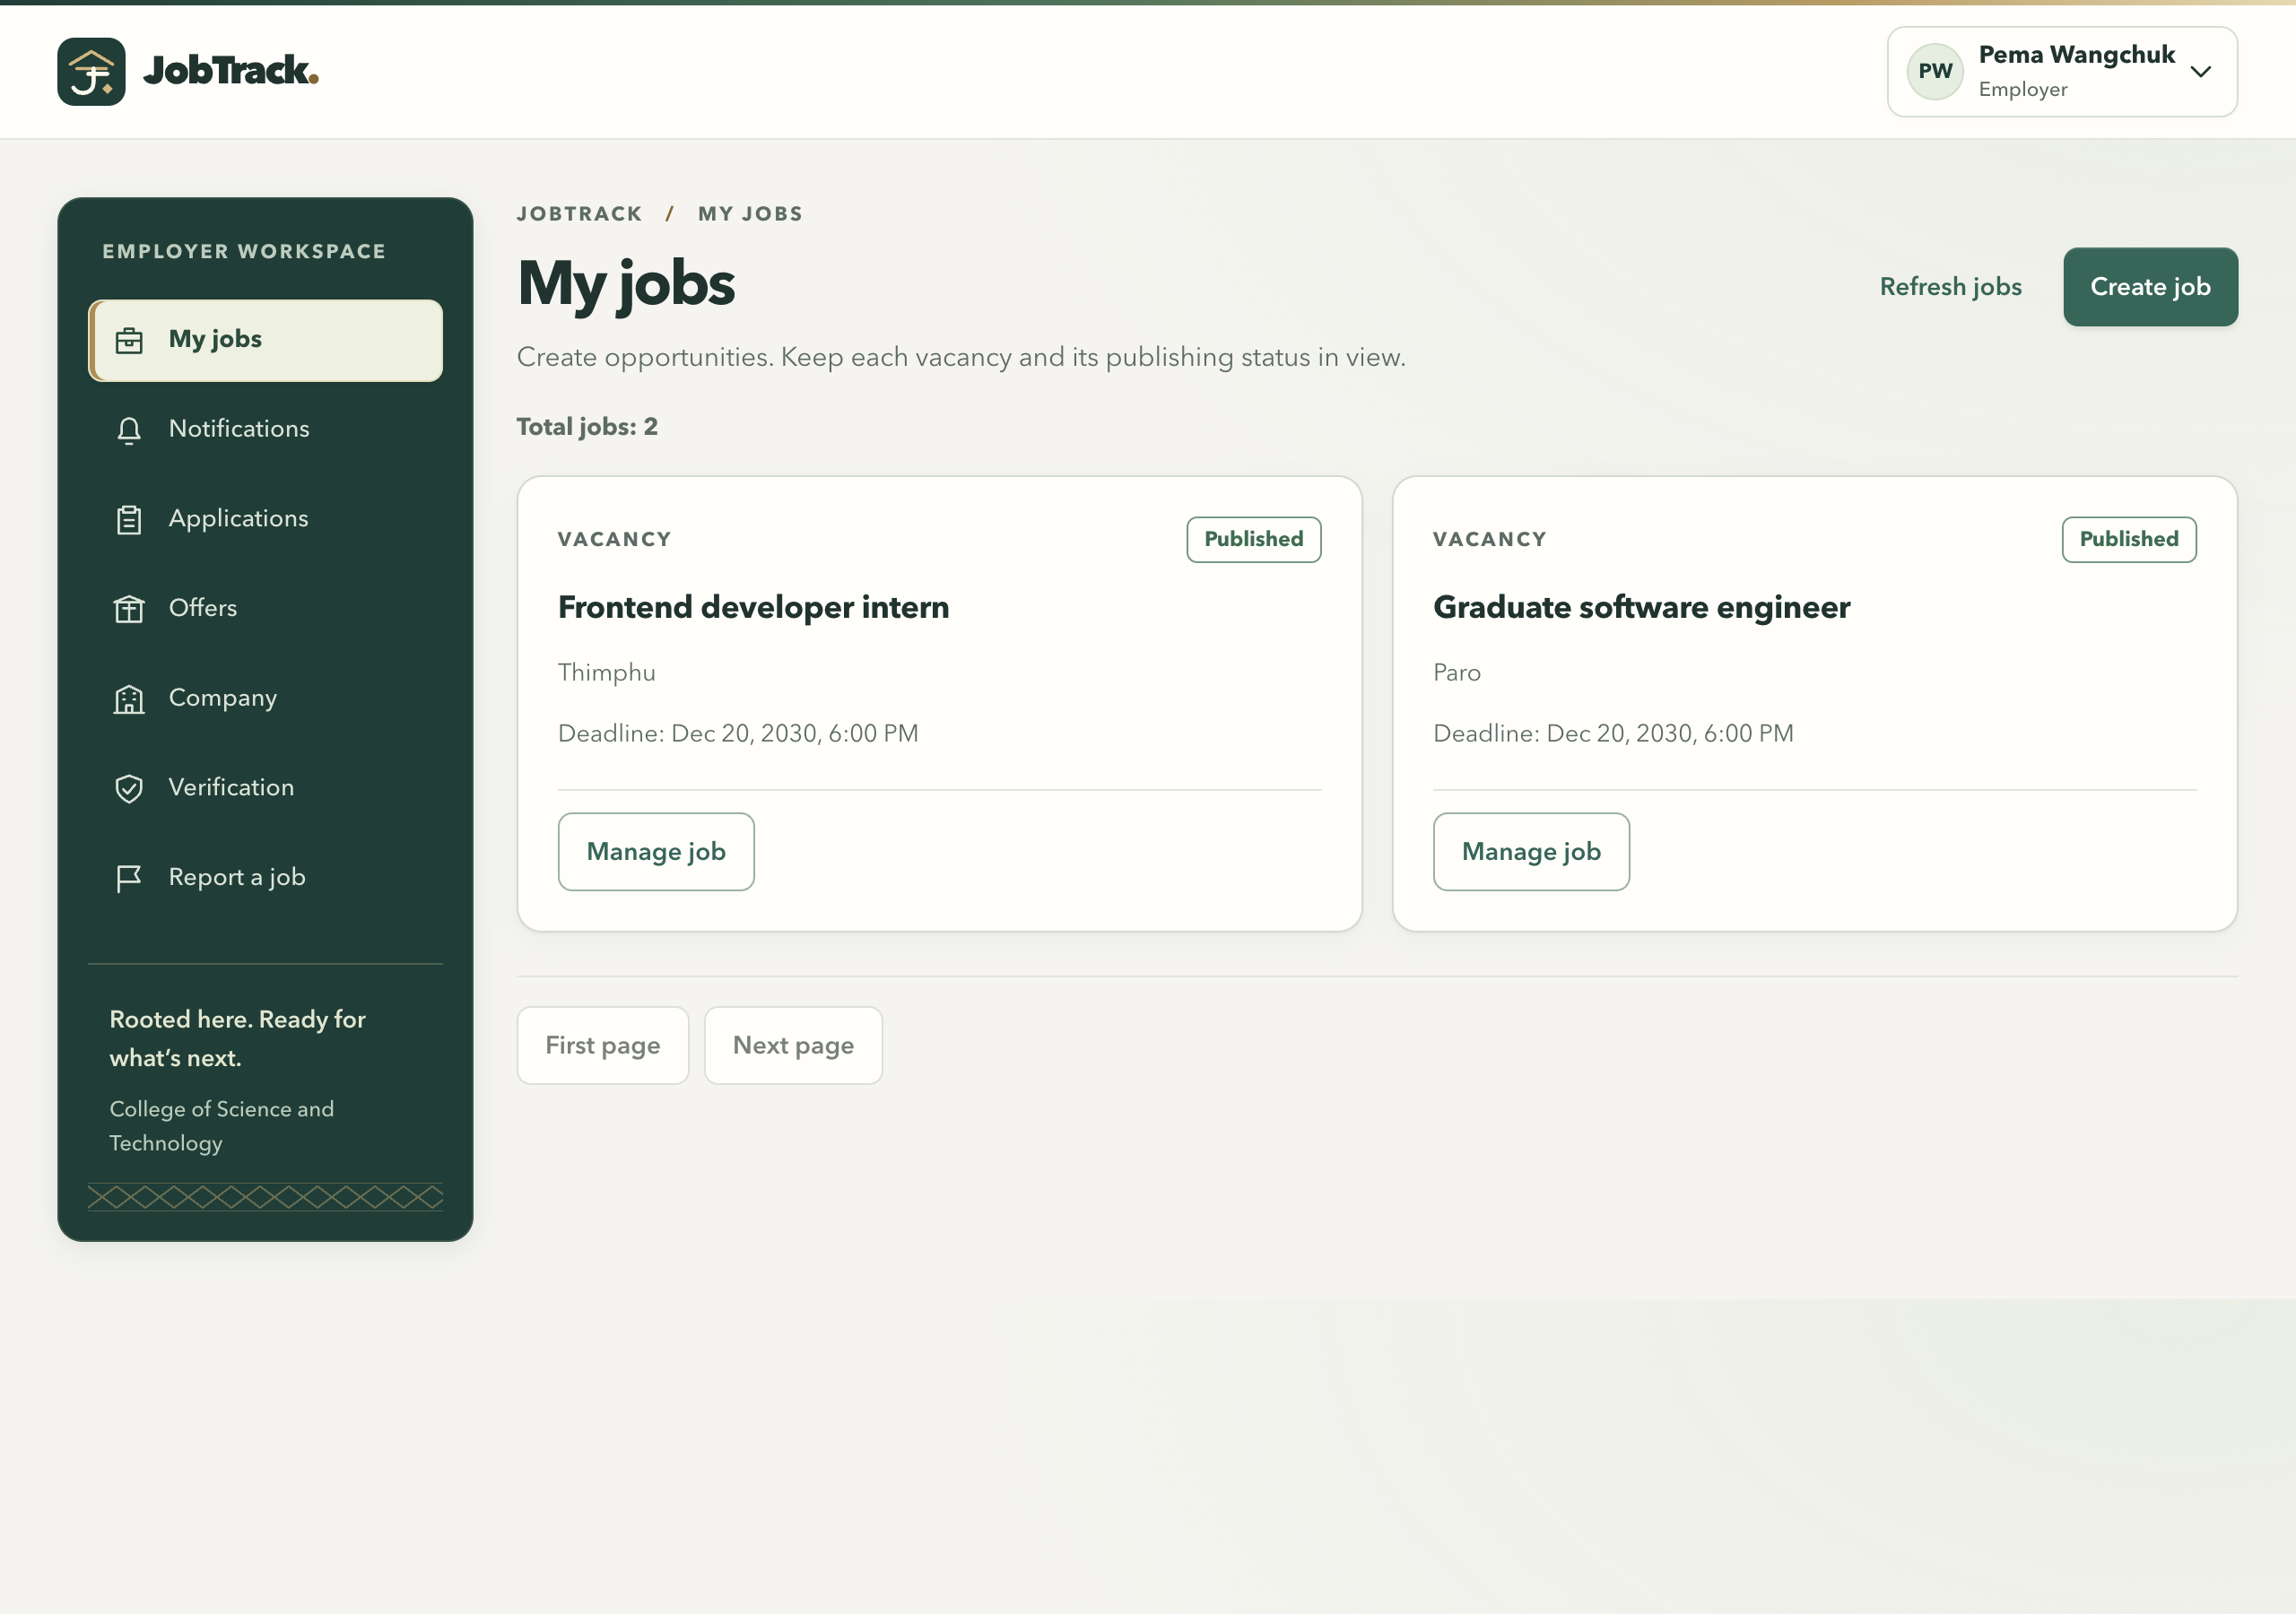 JobTrack.
PW
Pema Wangchuk
Employer
EMPLOYER WORKSPACE
My jobs
Notifications
Applications
Offers
Company
Verification
Report a job
Rooted here. Ready for
what’s next.
College of Science and
Technology
JOBTRACK / MY JOBS
My jobs
Refresh jobs
Create job
Create opportunities. Keep each vacancy and its publishing status in view.
Total jobs: 2
VACANCY
Published
Frontend developer intern
Thimphu
Deadline: Dec 20, 2030, 6:00 PM
Manage job
VACANCY
Published
Graduate software engineer
Paro
Deadline: Dec 20, 2030, 6:00 PM
Manage job
First page
Next page